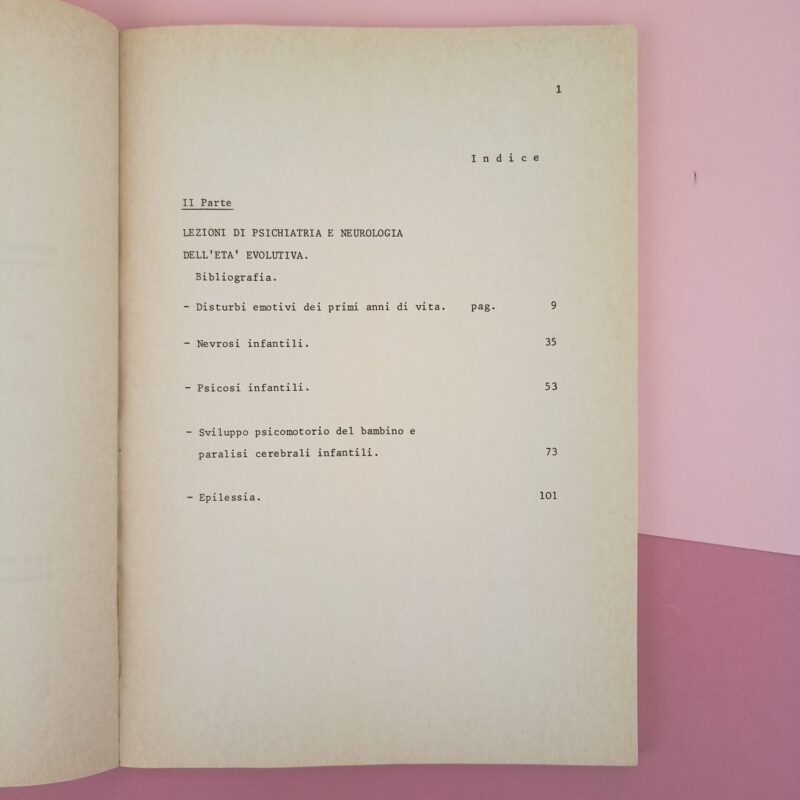 1
I n d i c e
II Parte
LEZIONI DI PSICHIATRIA E NEUROLOGIA
DELL'ETA' EVOLUTIVA.
Bibliografia.
- Disturbi emotivi dei primi anni di vita. pag. 9
- Nevrosi infantili. 35
- Psicosi infantili. 53
- Sviluppo psicomotorio del bambino e
paralisi cerebrali infantili. 73
- Epilessia. 101